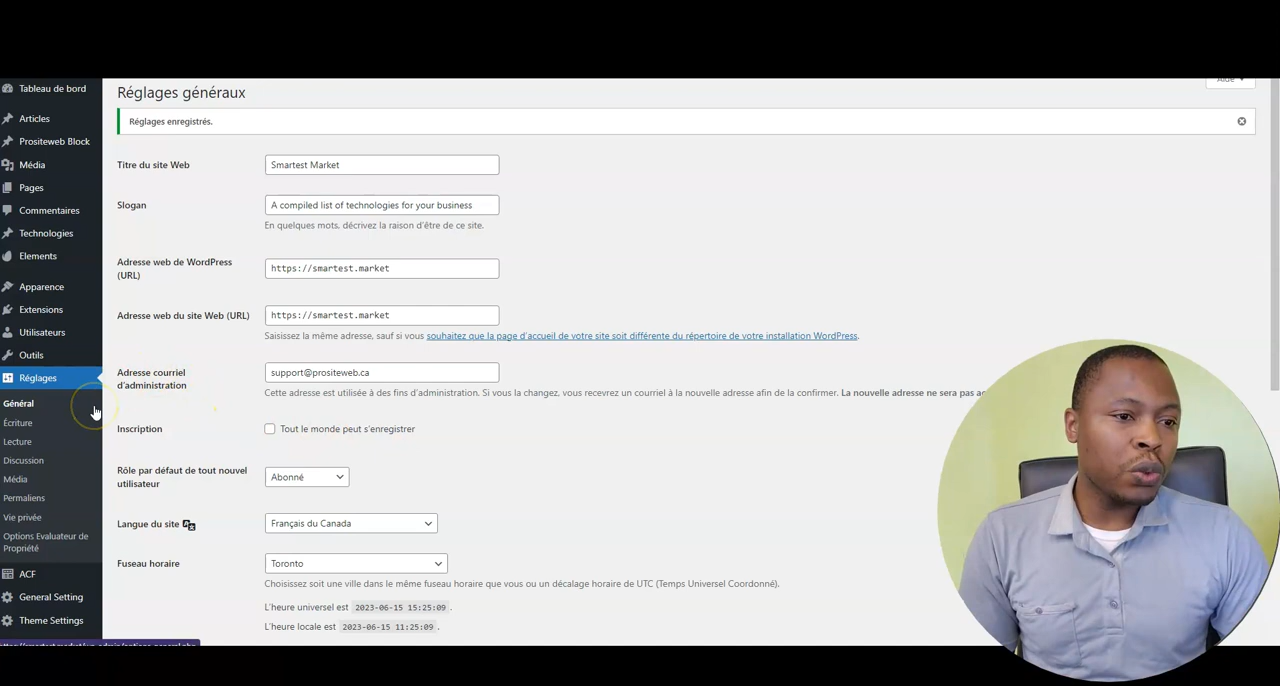 Tableau de bord
Articles
Prositeweb Block
Média
Pages
Commentaires
Technologies
Elements
Apparence
Extensions
Utilisateurs
Outils
Réglages
Général
Écriture
Lecture
Discussion
Média
Permaliens
Vie privée
Options Evaluateur de
Propriété
ACF
General Setting
Theme Settings
Aide
Réglages généraux
Réglages enregistrés.
Titre du site Web
Smartest Market
Slogan
A compiled list of technologies for your business
En quelques mots, décrivez la raison d'être de ce site.
Adresse web de WordPress
(URL)
https://smartest.market
Adresse web du site Web (URL)
https://smartest.market
Saisissez la même adresse, sauf si vous souhaitez que la page d'accueil de votre site soit différente du répertoire de votre installation WordPress.
Adresse courriel
d'administration
support@prositeweb.ca
Cette adresse est utilisée à des fins d'administration. Si vous la changez, vous recevrez un courriel à la nouvelle adresse afin de la confirmer. La nouvelle adresse ne sera pas
Inscription
Tout le monde peut s'enregistrer
Rôle par défaut de tout nouvel
utilisateur
Abonné
Langue du site
Français du Canada
Fuseau horaire
Toronto
Choisissez soit une ville dans le même fuseau horaire que vous ou un décalage horaire de UTC (Temps Universel Coordonné).
L'heure universel est 2023-06-15 15:25:09 .
L'heure locale est 2023-06-15 11:25:09 .